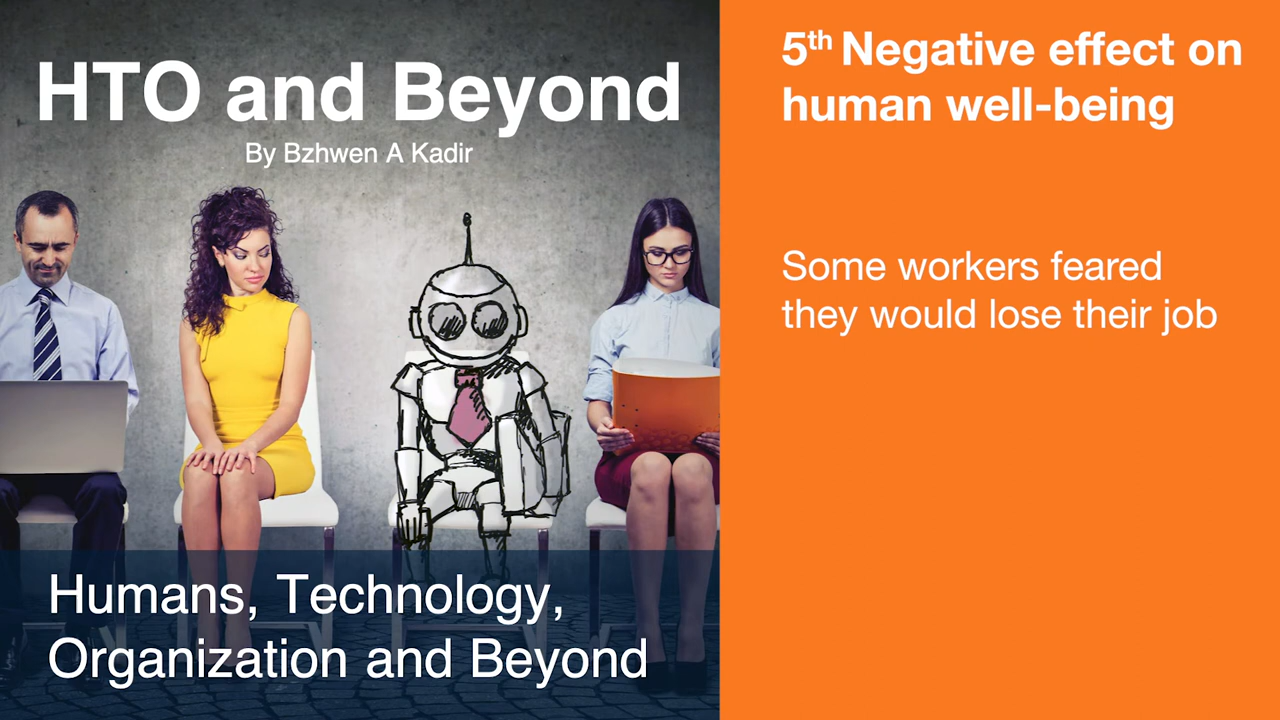 HTO and Beyond
By Bzhwen A Kadir
Humans, Technology,
Organization and Beyond
5th Negative effect on
human well-being
Some workers feared
they would lose their job